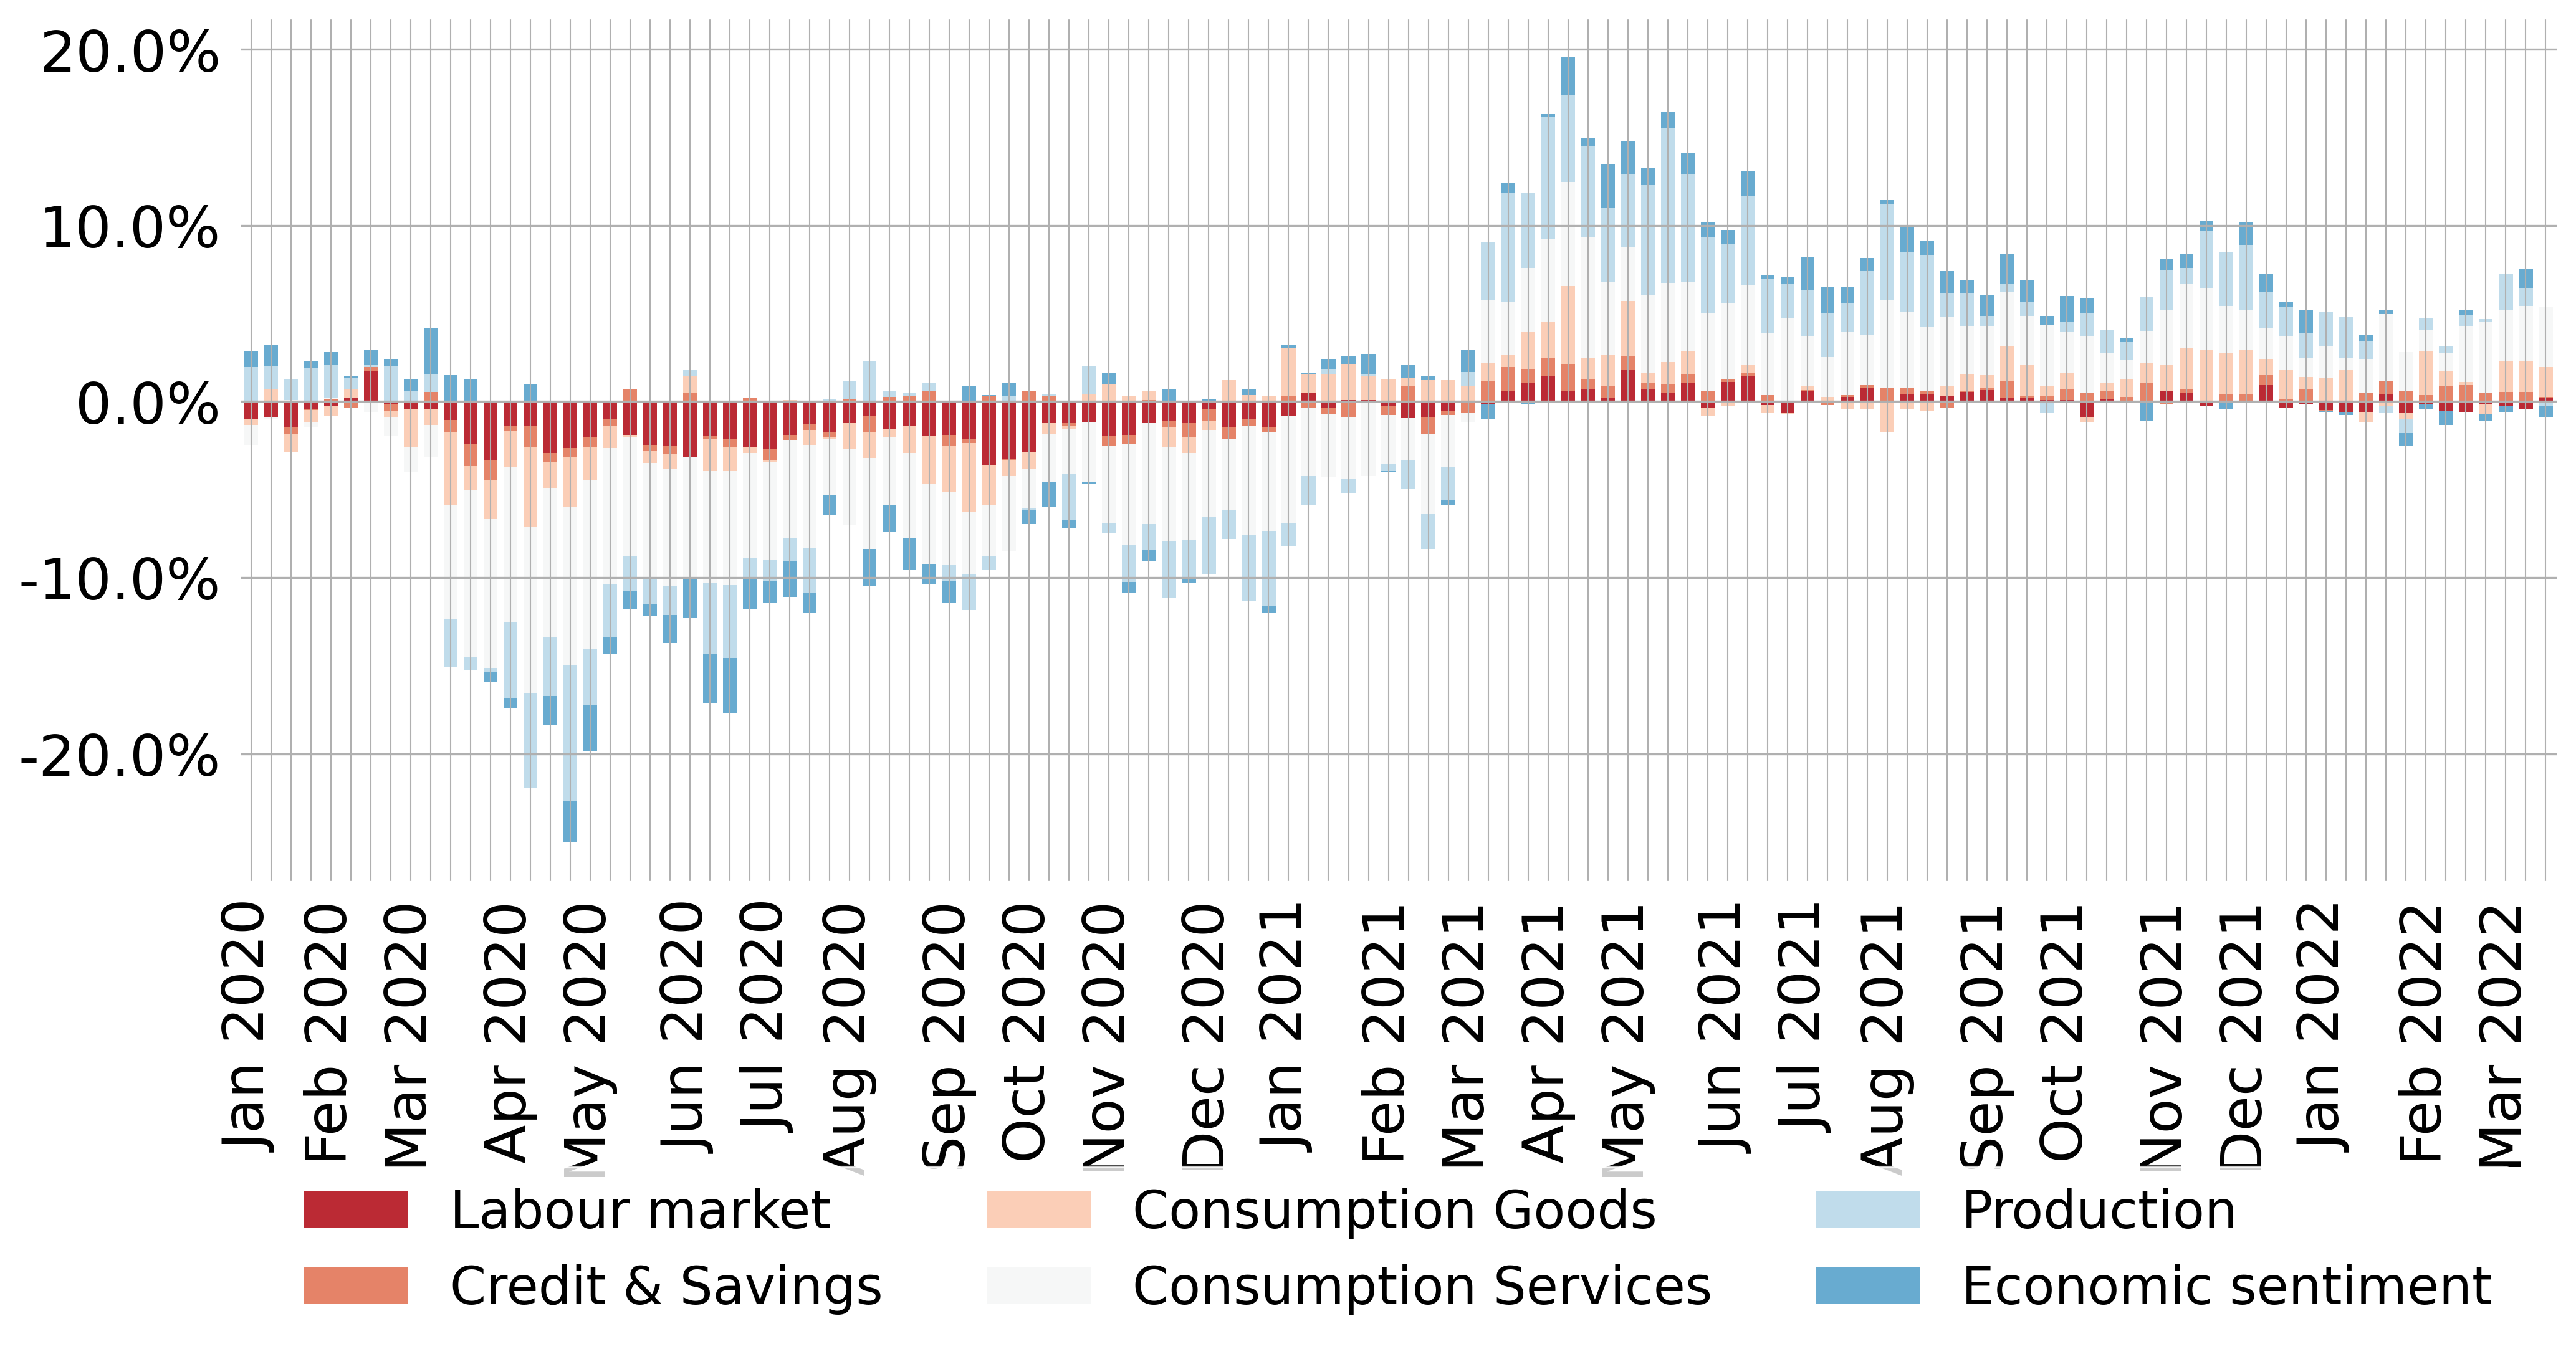 20.0%
10.0%
0.0%
-10.0%
-20.0%
Jan 2020
Feb 2020
Mar 2020
Apr 2020
May 2020
Jun 2020
Jul 2020
Aug 2020
Sep 2020
Oct 2020
Nov 2020
Dec 2020
Jan 2021
Feb 2021
Mar 2021
Apr 2021
May 2021
Jun 2021
Jul 2021
Aug 2021
Sep 2021
Oct 2021
Nov 2021
Dec 2021
Jan 2022
Feb 2022
Mar 2022
Labour market
Credit & Savings
Consumption Goods
Consumption Services
Production
Economic sentiment